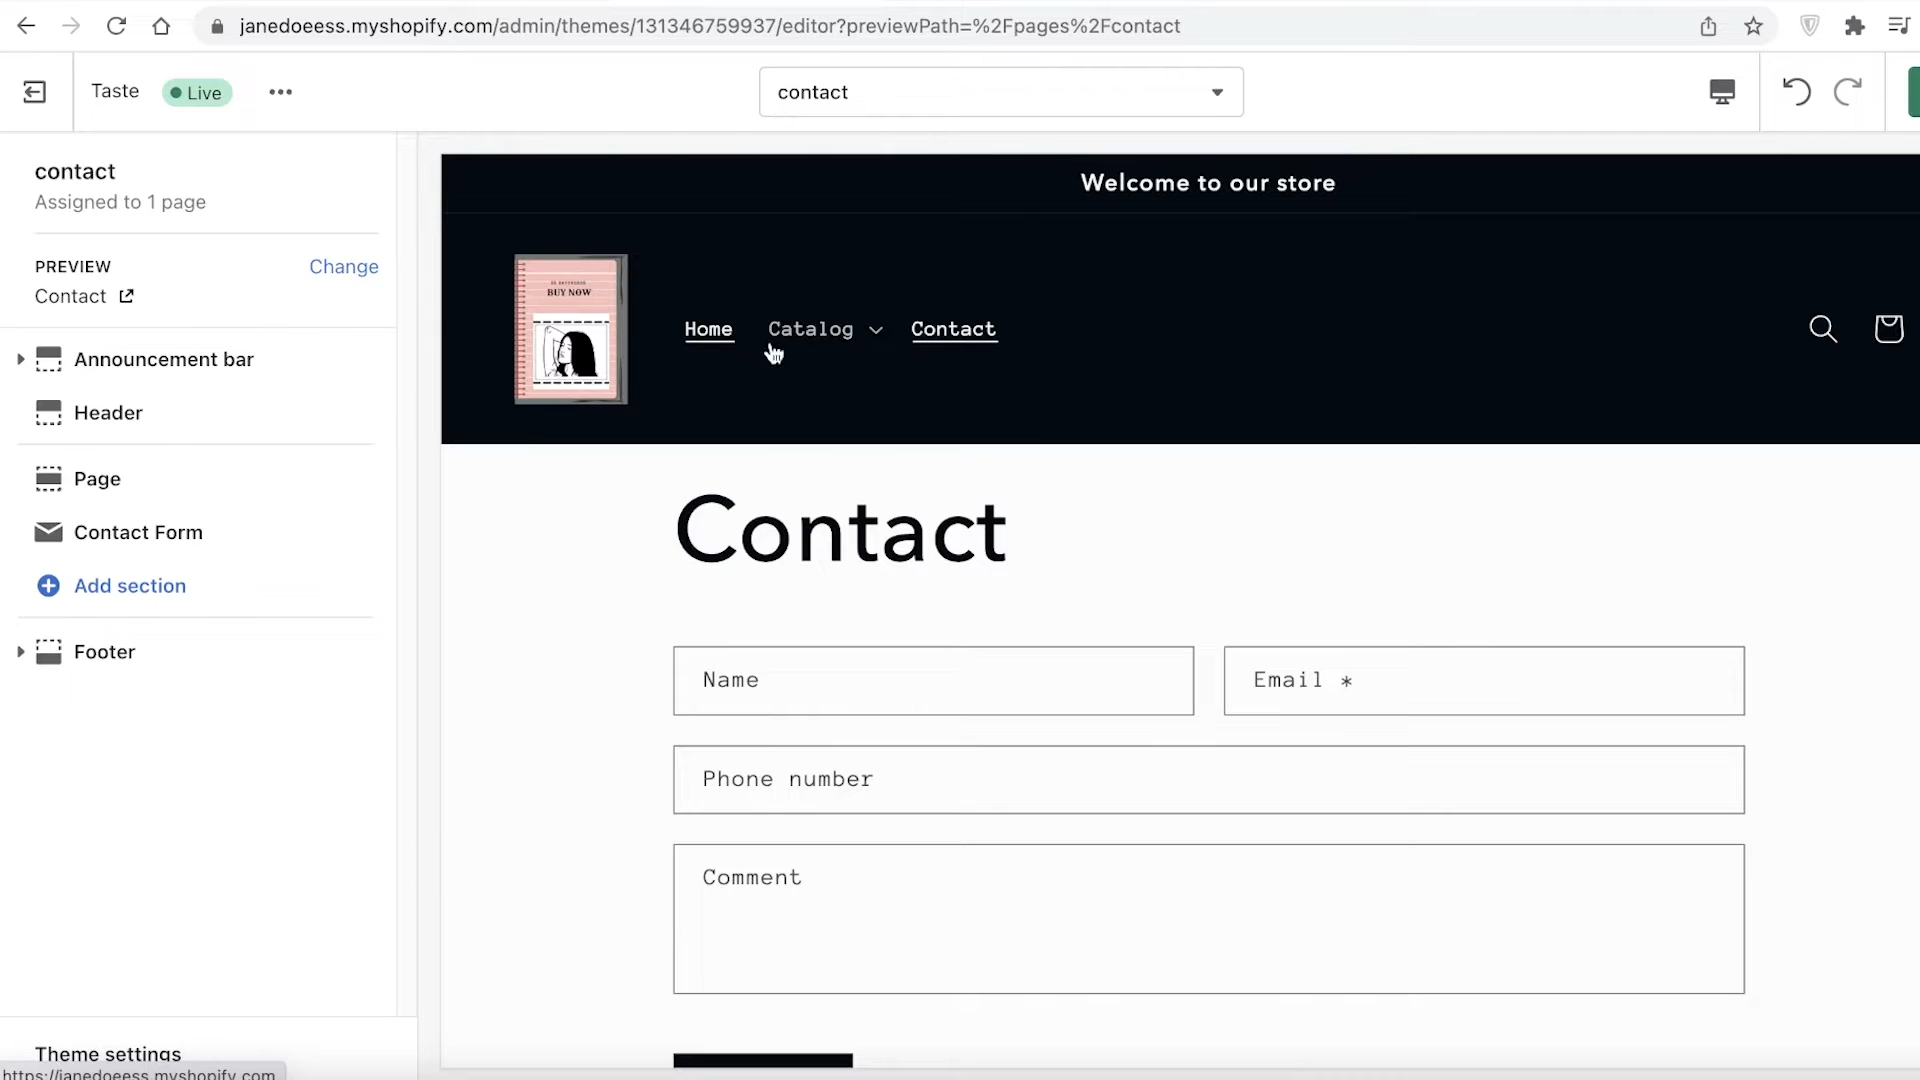 janedoeess.myshopify.com/admin/themes/131346759937/editor?previewPath=%2Fpages%2Fcontact
Taste
Live
contact
contact
Assigned to 1 page
PREVIEW
Change
Contact
Announcement bar
Header
Page
Contact Form
Add section
Footer
Theme settings
https://janedoeess.myshopify.com
Welcome to our store
BUY NOW
Home
Catalog
Contact
Contact
Name
Email *
Phone number
Comment